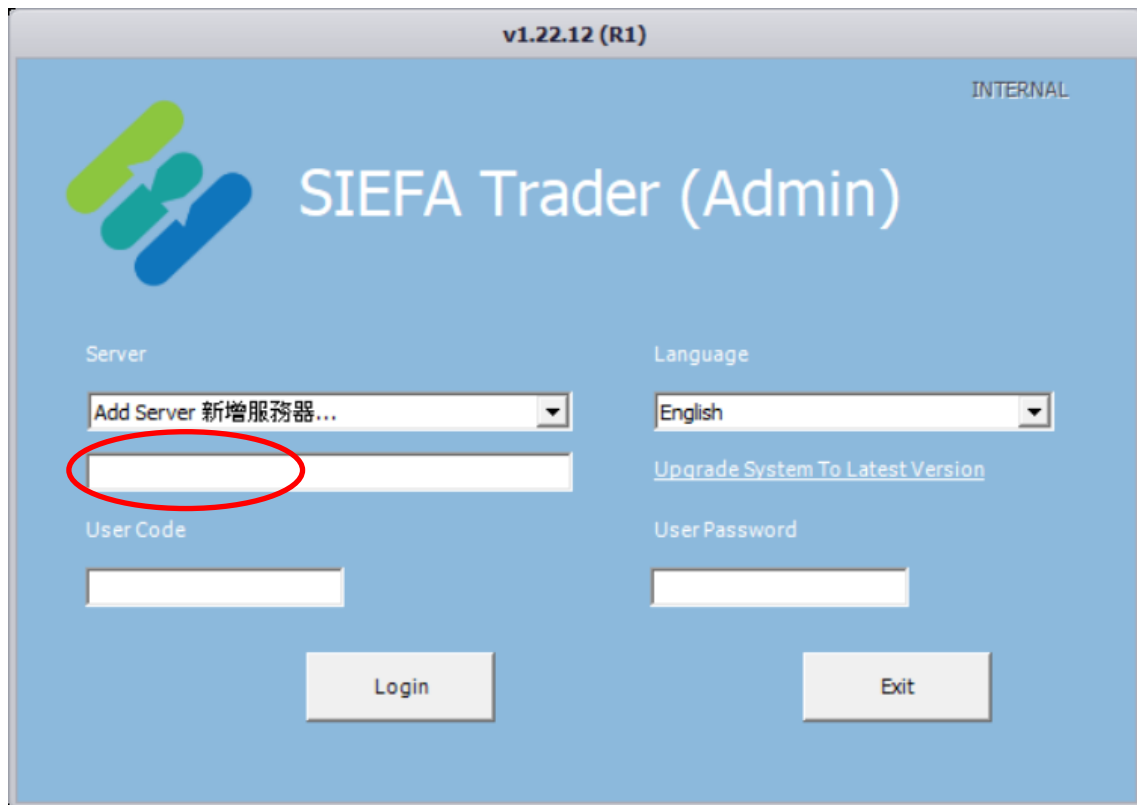 v1.22.12 (R1)
INTERNAL
SIEFA Trader (Admin)
Server
Language
Add Server 新增服務器...
English
Upgrade System To Latest Version
User Code
User Password
Login
Exit